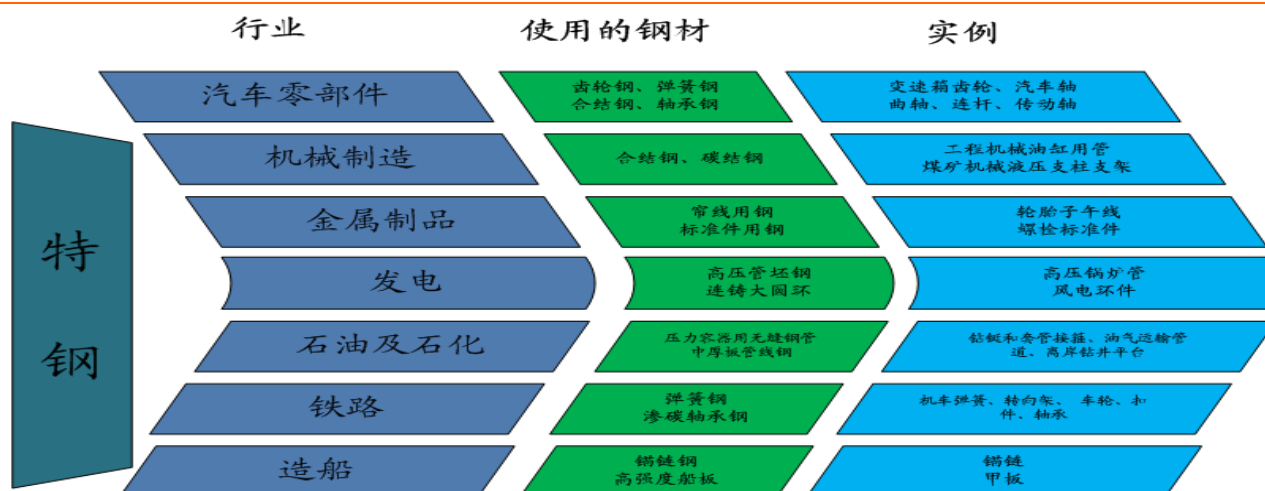 行业 使用的钢材 实例
特
钢
汽车零部件
齿轮钢、弹簧钢
合结钢、轴承钢
变速箱齿轮、汽车轴
曲轴、连杆、传动轴
机械制造
合结钢、碳结钢
工程机械油缸用管
煤矿机械液压支柱支架
金属制品
帘线用钢
标准件用钢
轮胎子午线
螺栓标准件
发电
高压管坯钢
连铸大圆环
高压锅炉管
风电环件
石油及石化
压力容器用无缝钢管
中厚板管线钢
钻铤和套管接箍、油气运输管
道、离岸钻井平台
铁路
弹簧钢
渗碳轴承钢
机车弹簧、转向架、 车轮、扣
件、轴承
造船
锚链钢
高强度船板
锚链
甲板